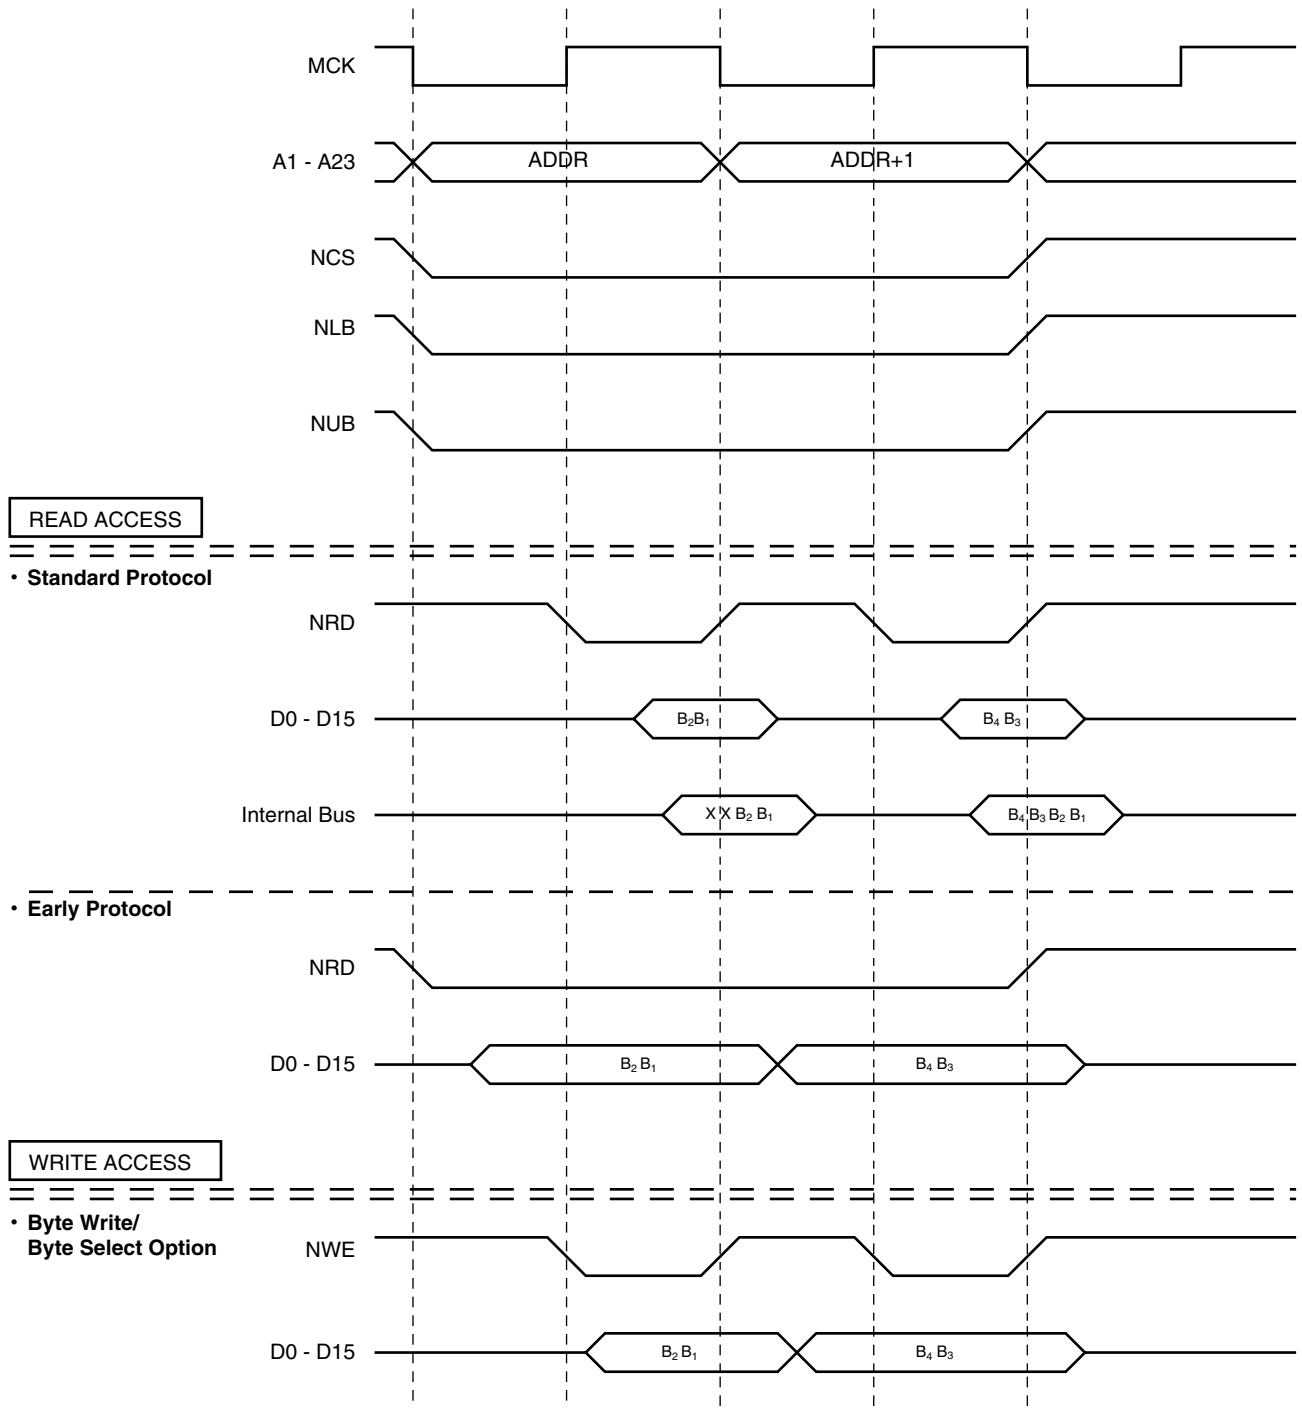 MCK
A1 - A23 ADDR ADDR+1
NCS
NLB
NUB
READ ACCESS
• Standard Protocol
NRD
D0 - D15 B₂B₁ B₄ B₃
Internal Bus X X B₂ B₁ B₄ B₃ B₂ B₁
• Early Protocol
NRD
D0 - D15 B₂ B₁ B₄ B₃
WRITE ACCESS
• Byte Write/
Byte Select Option NWE
D0 - D15 B₂ B₁ B₄ B₃